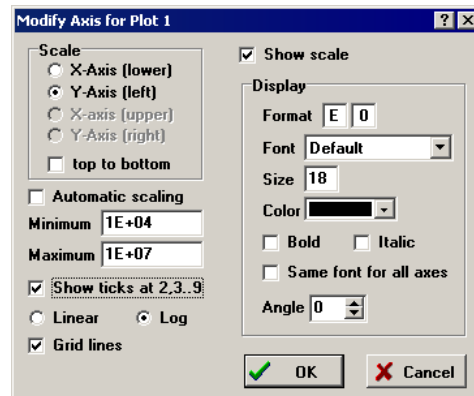 Modify Axis for Plot 1
Scale
X-Axis (lower)
Y-Axis (left)
X-axis (upper)
Y-Axis (right)
top to bottom
Automatic scaling
Minimum 1E+04
Maximum 1E+07
Show ticks at 2,3..9
Linear Log
Grid lines
Show scale
Display
Format E 0
Font Default
Size 18
Color
Bold Italic
Same font for all axes
Angle 0
OK Cancel